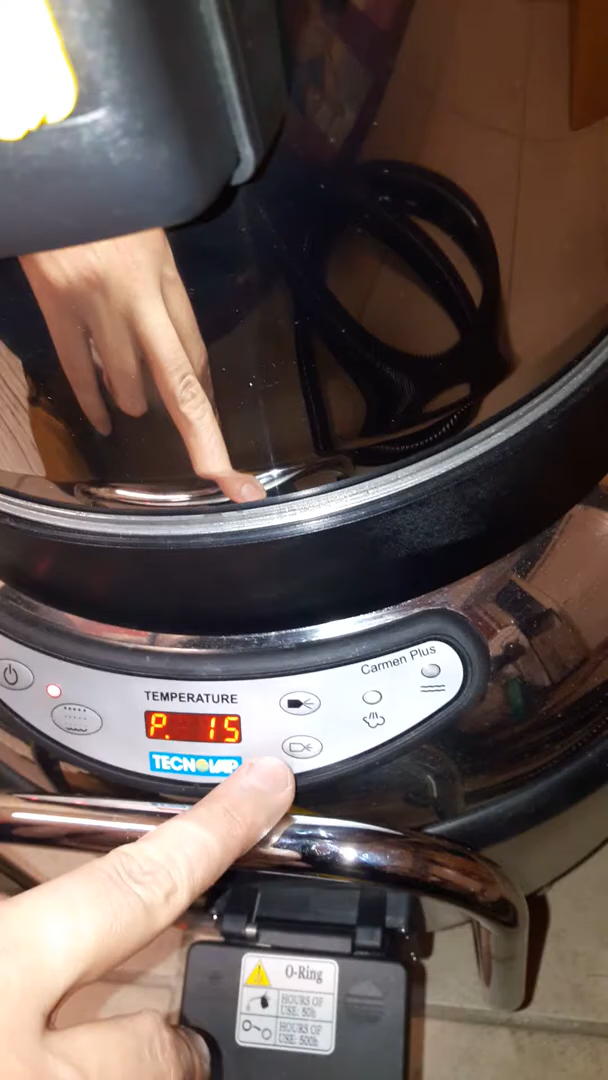 Carmen Plus
TEMPERATURE
P. 15
TECNOVAP
O-Ring
HOURS OF
USE: 50h
HOURS OF
USE: 500h